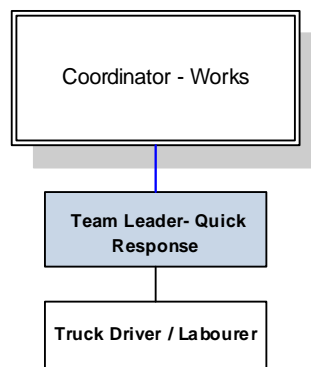 Coordinator - Works
Team Leader- Quick
Response
Truck Driver / Labourer